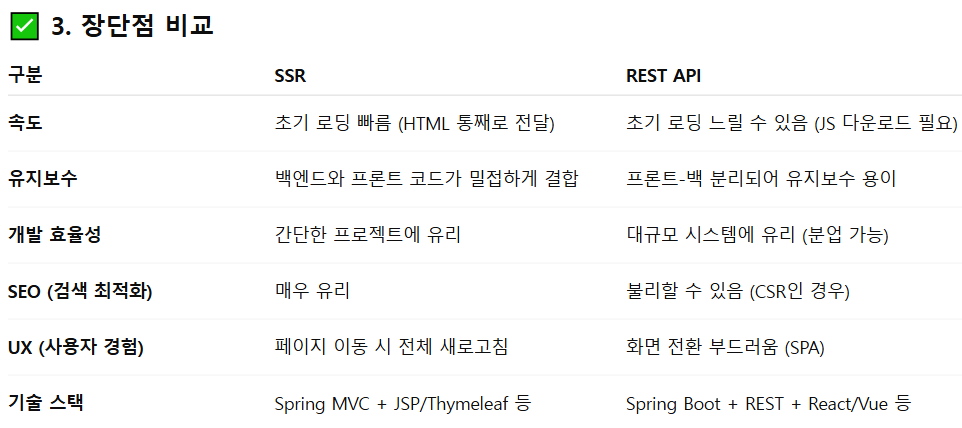 ✅ 3. 장단점 비교
구분 SSR REST API
속도 초기 로딩 빠름 (HTML 통째로 전달) 초기 로딩 느릴 수 있음 (JS 다운로드 필요)
유지보수 백엔드와 프론트 코드가 밀접하게 결합 프론트-백 분리되어 유지보수 용이
개발 효율성 간단한 프로젝트에 유리 대규모 시스템에 유리 (분업 가능)
SEO (검색 최적화) 매우 유리 불리할 수 있음 (CSR인 경우)
UX (사용자 경험) 페이지 이동 시 전체 새로고침 화면 전환 부드러움 (SPA)
기술 스택 Spring MVC + JSP/Thymeleaf 등 Spring Boot + REST + React/Vue 등